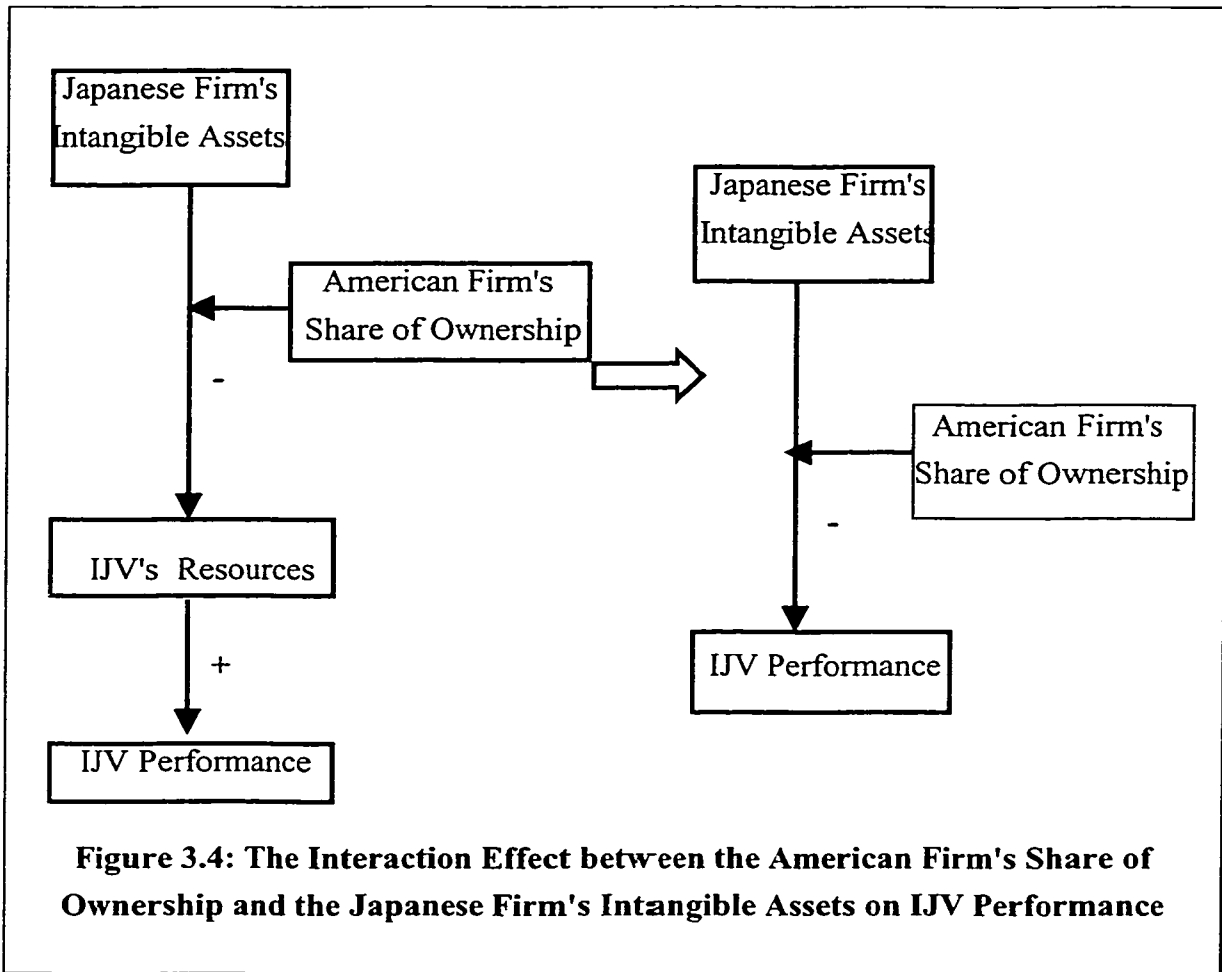 Japanese Firm's
Intangible Assets
American Firm's
Share of Ownership
-
IJV's Resources
+
IJV Performance
Japanese Firm's
Intangible Assets
American Firm's
Share of Ownership
-
IJV Performance
Figure 3.4: The Interaction Effect between the American Firm's Share of
Ownership and the Japanese Firm's Intangible Assets on IJV Performance